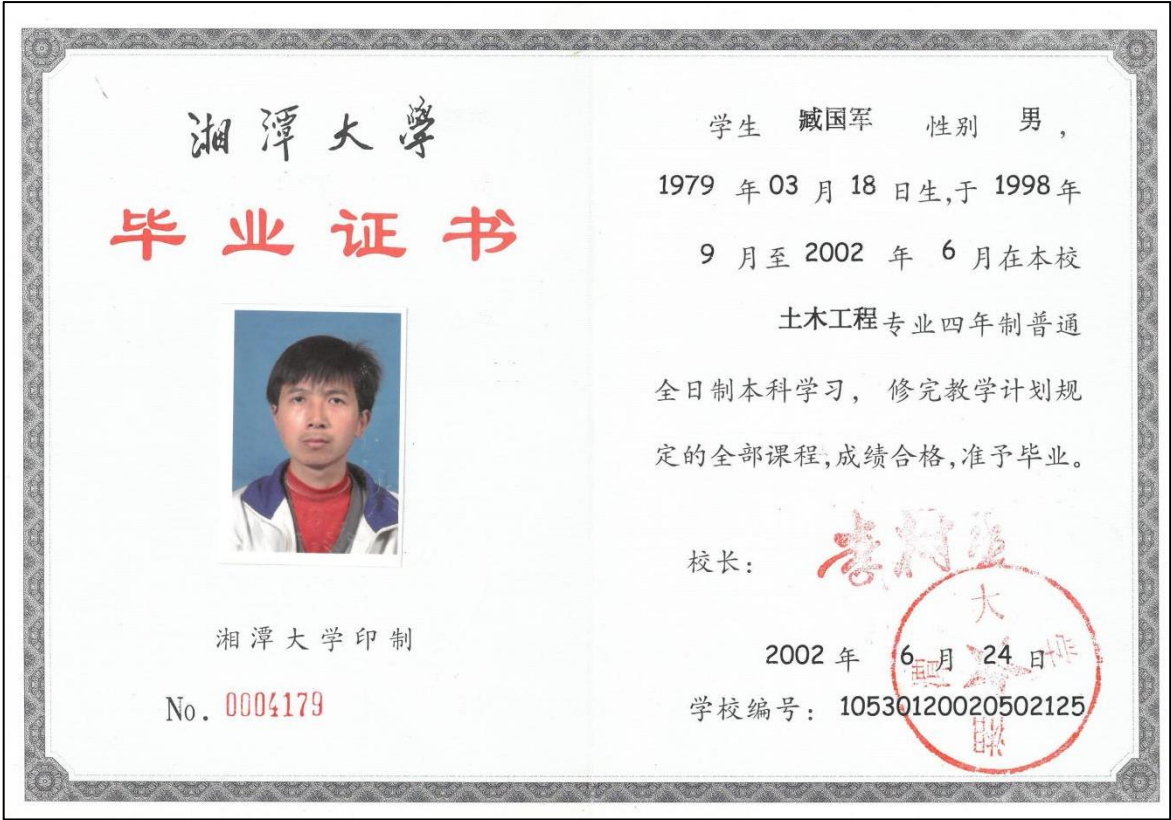 湘潭大學
毕业证书
湘潭大学印制
No. 0004179
学生 臧国军 性别 男，
1979 年 03 月 18 日生,于 1998 年
9 月至 2002 年 6 月在本校
土木工程专业四年制普通
全日制本科学习， 修完教学计划规
定的全部课程,成绩合格,准予毕业。
校长：
2002 年 6 月 24 日
学校编号： 10530120020502125
湘潭大学